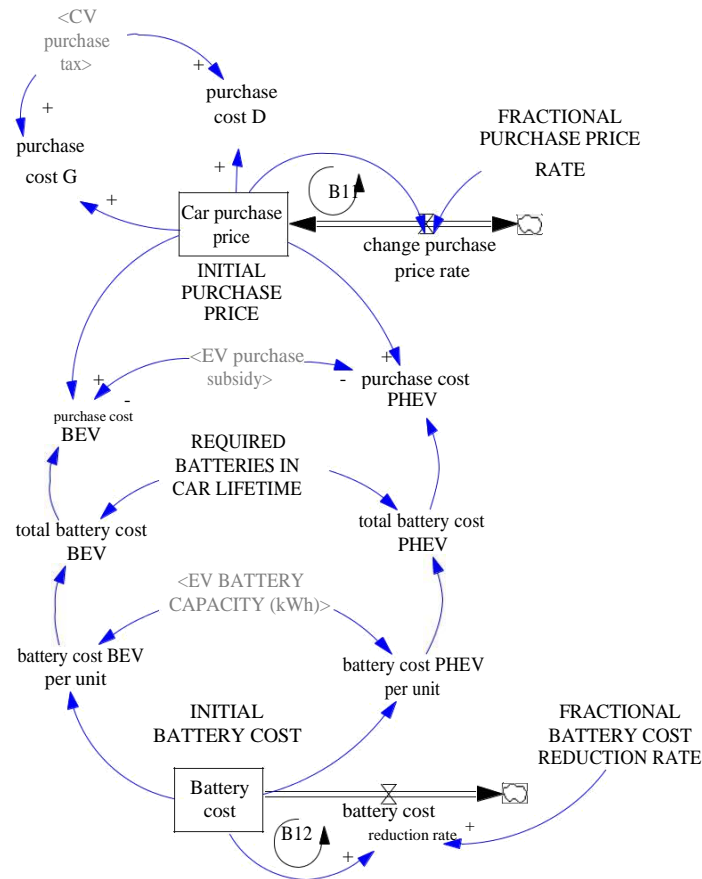 <CV
purchase
tax>
+
+
purchase
cost D
purchase
cost G
+
+
FRACTIONAL
PURCHASE PRICE
RATE
B11
Car purchase
price
change purchase
price rate
INITIAL
PURCHASE
PRICE
<EV purchase
subsidy>
+
-
+
-
purchase cost
PHEV
purchase cost
BEV
REQUIRED
BATTERIES IN
CAR LIFETIME
total battery cost
BEV
total battery cost
PHEV
<EV BATTERY
CAPACITY (kWh)>
battery cost BEV
per unit
battery cost PHEV
per unit
INITIAL
BATTERY COST
FRACTIONAL
BATTERY COST
REDUCTION RATE
Battery
cost
battery cost
reduction rate
+
B12
+